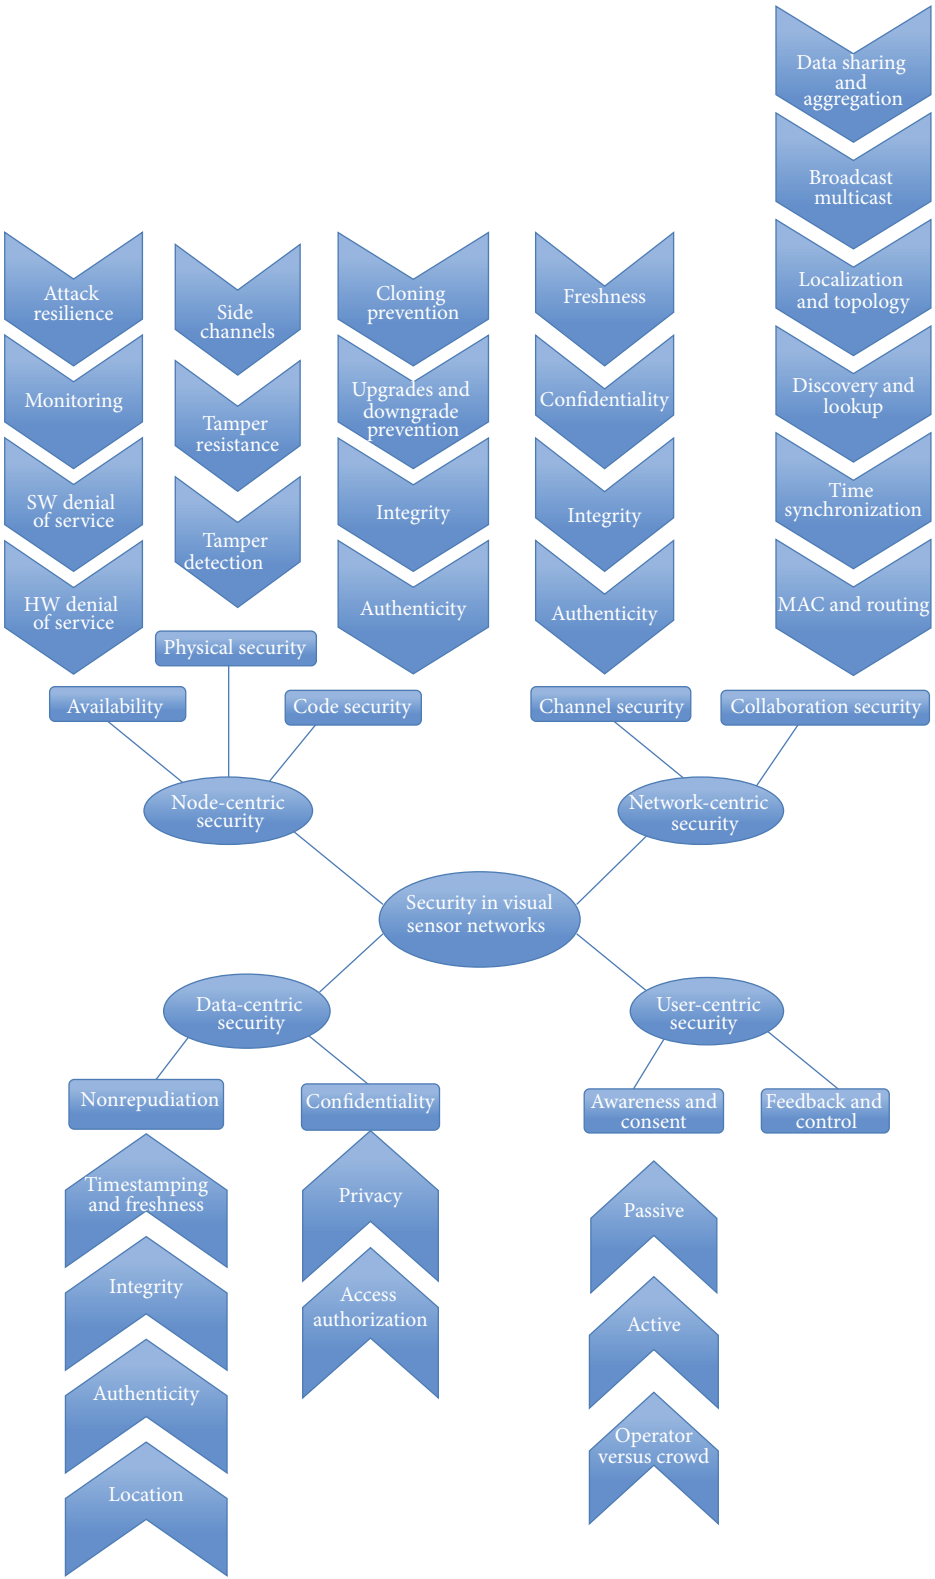 Data sharing
and
aggregation
Broadcast
multicast
Localization
and topology
Discovery and
lookup
Time
synchronization
MAC and routing
Attack
resilience
Monitoring
SW denial
of service
HW denial
of service
Side
channels
Tamper
resistance
Tamper
detection
Cloning
prevention
Upgrades and
downgrade
prevention
Integrity
Authenticity
Freshness
Confidentiality
Integrity
Authenticity
Physical security
Availability
Code security
Channel security
Collaboration security
Node-centric
security
Network-centric
security
Security in visual
sensor networks
Data-centric
security
User-centric
security
Nonrepudiation
Confidentiality
Awareness and
consent
Feedback and
control
Timestamping
and freshness
Integrity
Authenticity
Location
Privacy
Access
authorization
Passive
Active
Operator
versus crowd